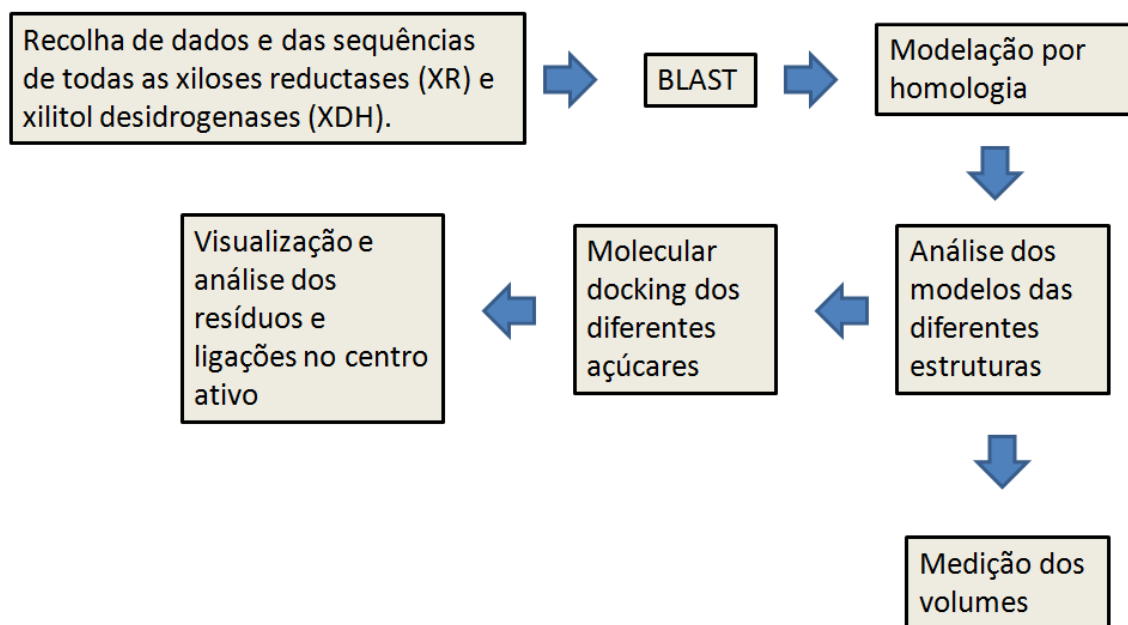 Recolha de dados e das sequências
de todas as xiloses reductases (XR) e
xilitol desidrogenases (XDH).
BLAST
Modelação por
homologia
Análise dos
modelos das
diferentes
estruturas
Molecular
docking dos
diferentes
açúcares
Visualização e
análise dos
resíduos e
ligações no centro
ativo
Medição dos
volumes